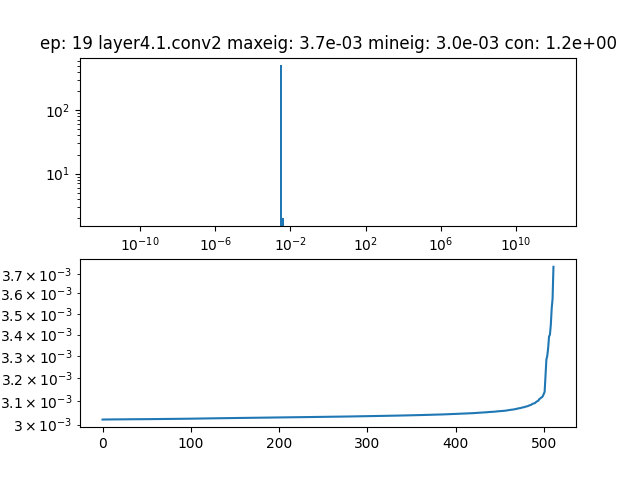 ep: 19 layer4.1.conv2 maxeig: 3.7e-03 mineig: 3.0e-03 con: 1.2e+00
10²
10¹
10⁻¹⁰ 10⁻⁶ 10⁻² 10² 10⁶ 10¹⁰
3.7 × 10⁻³
3.6 × 10⁻³
3.5 × 10⁻³
3.4 × 10⁻³
3.3 × 10⁻³
3.2 × 10⁻³
3.1 × 10⁻³
3 × 10⁻³
0 100 200 300 400 500